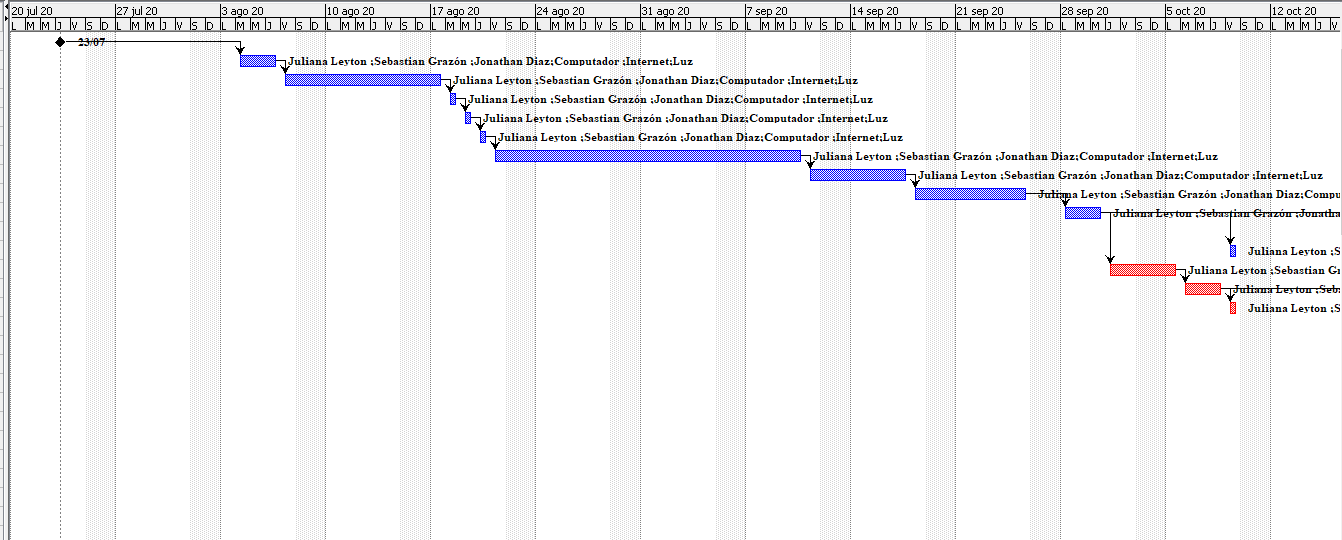 20 jul 20 27 jul 20 3 ago 20 10 ago 20 17 ago 20 24 ago 20 31 ago 20 7 sep 20 14 sep 20 21 sep 20 28 sep 20 5 oct 20 12 oct 20
L M M J V S D L M M J V S D L M M J V S D L M M J V S D L M M J V S D L M M J V S D L M M J V S D L M M J V S D L M M J V S D L M M J V S D L M M J V S D L M M J V S D L M M J V
23/07
Juliana Leyton ;Sebastian Grazón ;Jonathan Diaz;Computador ;Internet;Luz
Juliana Leyton ;Sebastian Grazón ;Jonathan Diaz;Computador ;Internet;Luz
Juliana Leyton ;Sebastian Grazón ;Jonathan Diaz;Computador ;Internet;Luz
Juliana Leyton ;Sebastian Grazón ;Jonathan Diaz;Computador ;Internet;Luz
Juliana Leyton ;Sebastian Grazón ;Jonathan Diaz;Computador ;Internet;Luz
Juliana Leyton ;Sebastian Grazón ;Jonathan Diaz;Computador ;Internet;Luz
Juliana Leyton ;Sebastian Grazón ;Jonathan Diaz;Computador ;Internet;Luz
Juliana Leyton ;Sebastian Grazón ;Jonathan Diaz;Compu
Juliana Leyton ;Sebastian Grazón ;Jonatha
Juliana Leyton ;S
Juliana Leyton ;Sebastian Gr
Juliana Leyton ;Seb
Juliana Leyton ;S